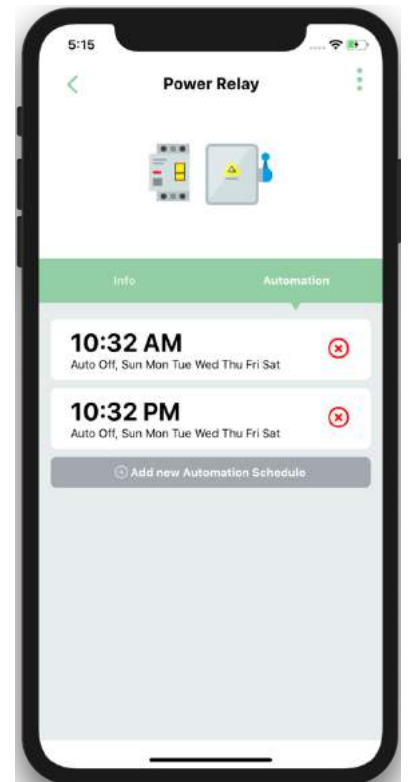 5:15
Power Relay
Info
Automation
10:32 AM
Auto Off, Sun Mon Tue Wed Thu Fri Sat
10:32 PM
Auto Off, Sun Mon Tue Wed Thu Fri Sat
Add new Automation Schedule